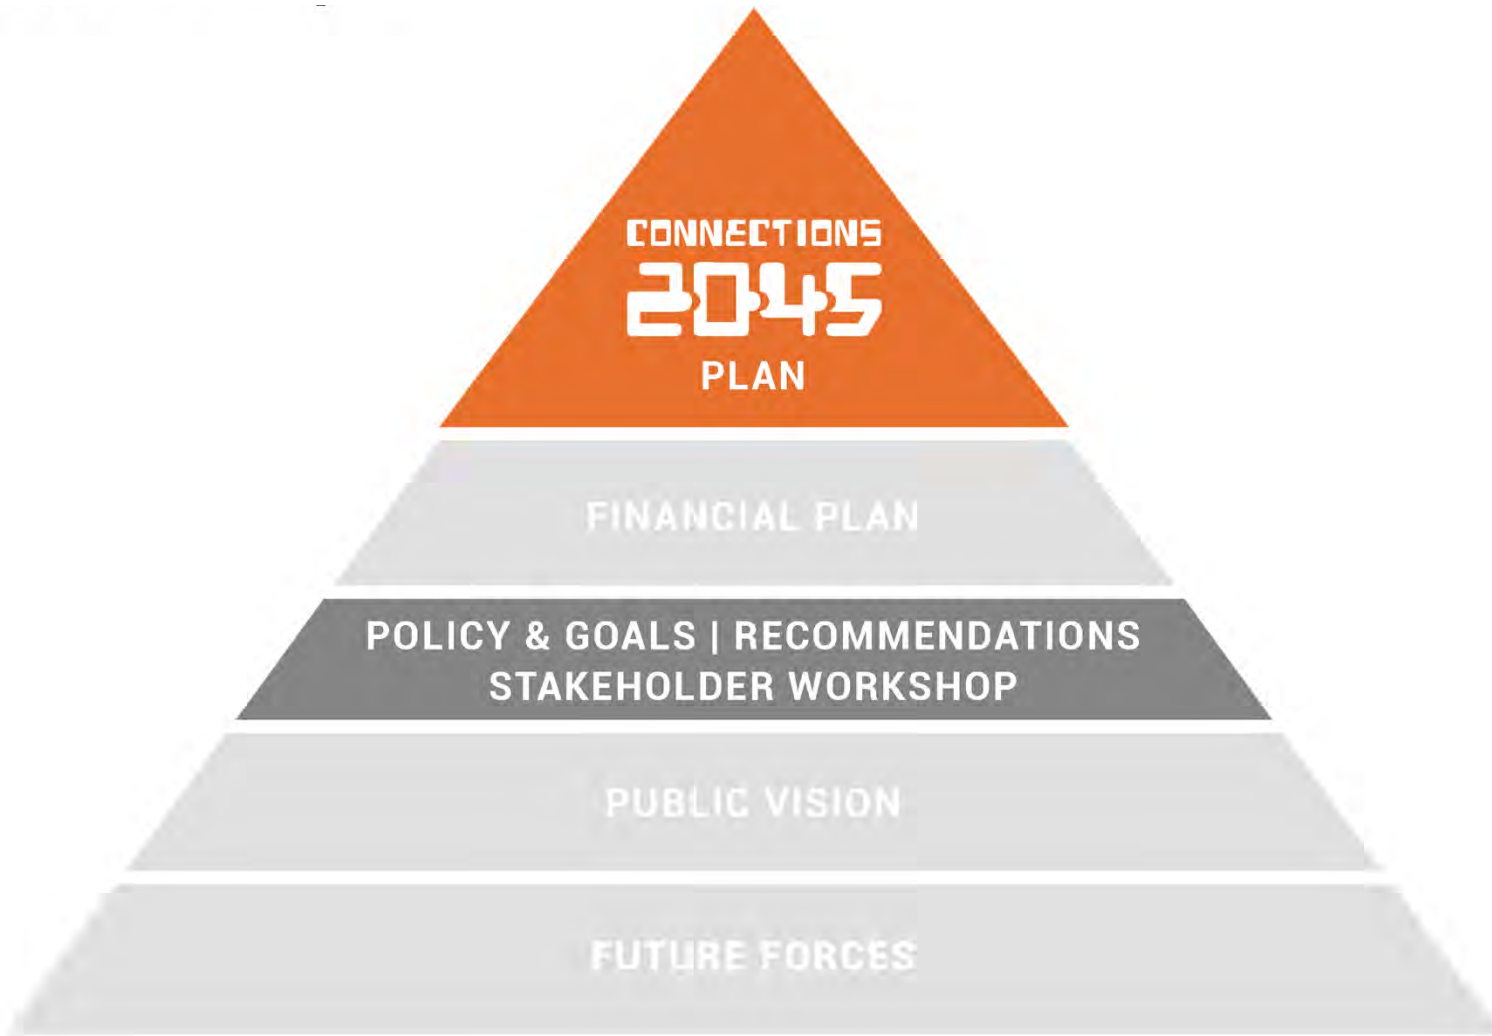 CONNECTIONS
2045
PLAN
FINANCIAL PLAN
POLICY & GOALS | RECOMMENDATIONS
STAKEHOLDER WORKSHOP
PUBLIC VISION
FUTURE FORCES